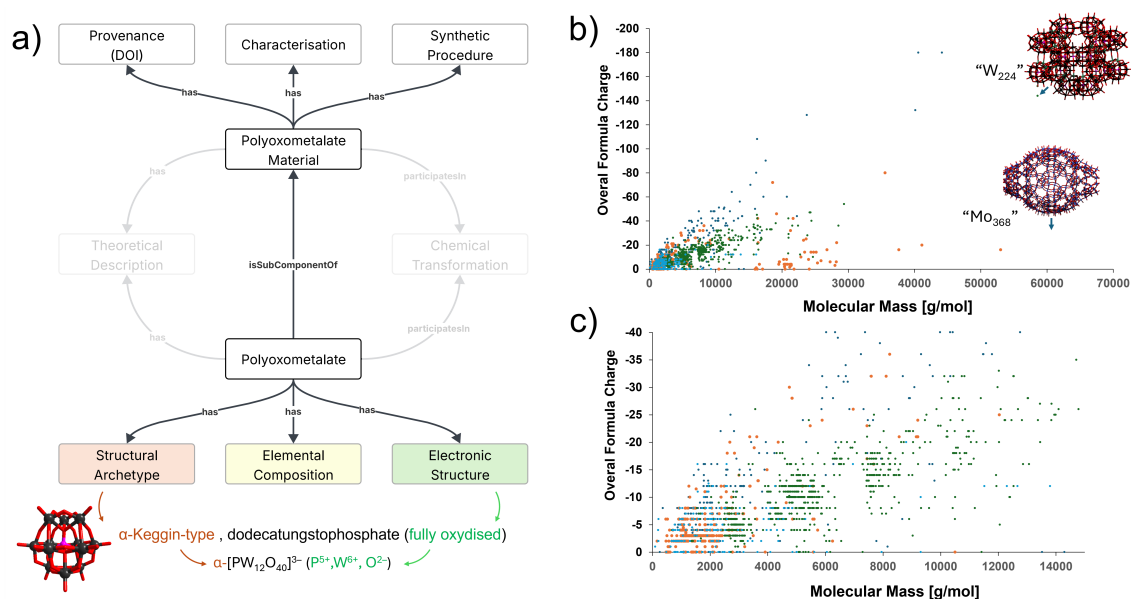 a)
Provenance
(DOI)
Characterisation
Synthetic
Procedure
has
has
has
Polyoxometalate
Material
has
participatesIn
Theoretical
Description
isSubComponentOf
Chemical
Transformation
has
participatesIn
Polyoxometalate
has
has
has
Structural
Archetype
Elemental
Composition
Electronic
Structure
α-Keggin-type , dodecatungstophosphate (fully oxydised)
α-[PW₁₂O₄₀]³⁻ (P⁵⁺,W⁶⁺, O²⁻)
b)
Overal Formula Charge
-200
-180
-160
-140
-120
-100
-80
-60
-40
-20
0
0
10000
20000
30000
40000
50000
60000
70000
Molecular Mass [g/mol]
“W₂₂₄”
“Mo₃₆₈”
c)
Overal Formula Charge
-40
-35
-30
-25
-20
-15
-10
-5
0
0
2000
4000
6000
8000
10000
12000
14000
Molecular Mass [g/mol]